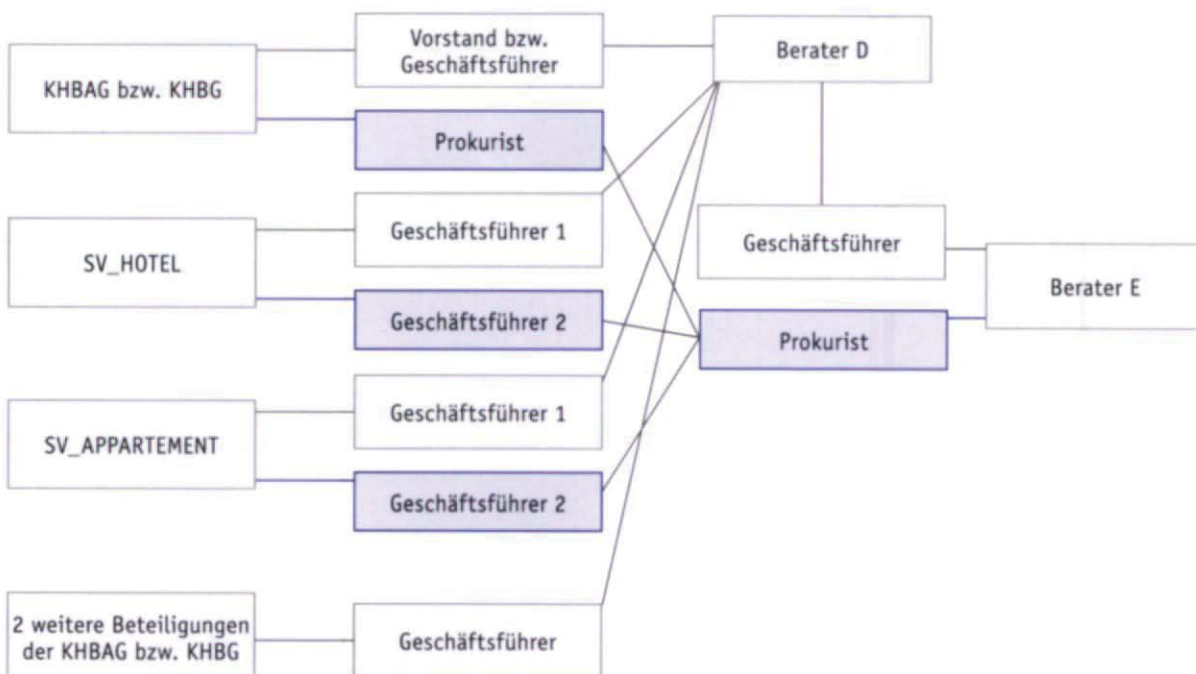 KHBAG bzw. KHBG
Vorstand bzw.
Geschäftsführer
Berater D
Prokurist
SV_HOTEL
Geschäftsführer 1
Geschäftsführer 2
Geschäftsführer
Berater E
Prokurist
SV_APPARTEMENT
Geschäftsführer 1
Geschäftsführer 2
2 weitere Beteiligungen
der KHBAG bzw. KHBG
Geschäftsführer